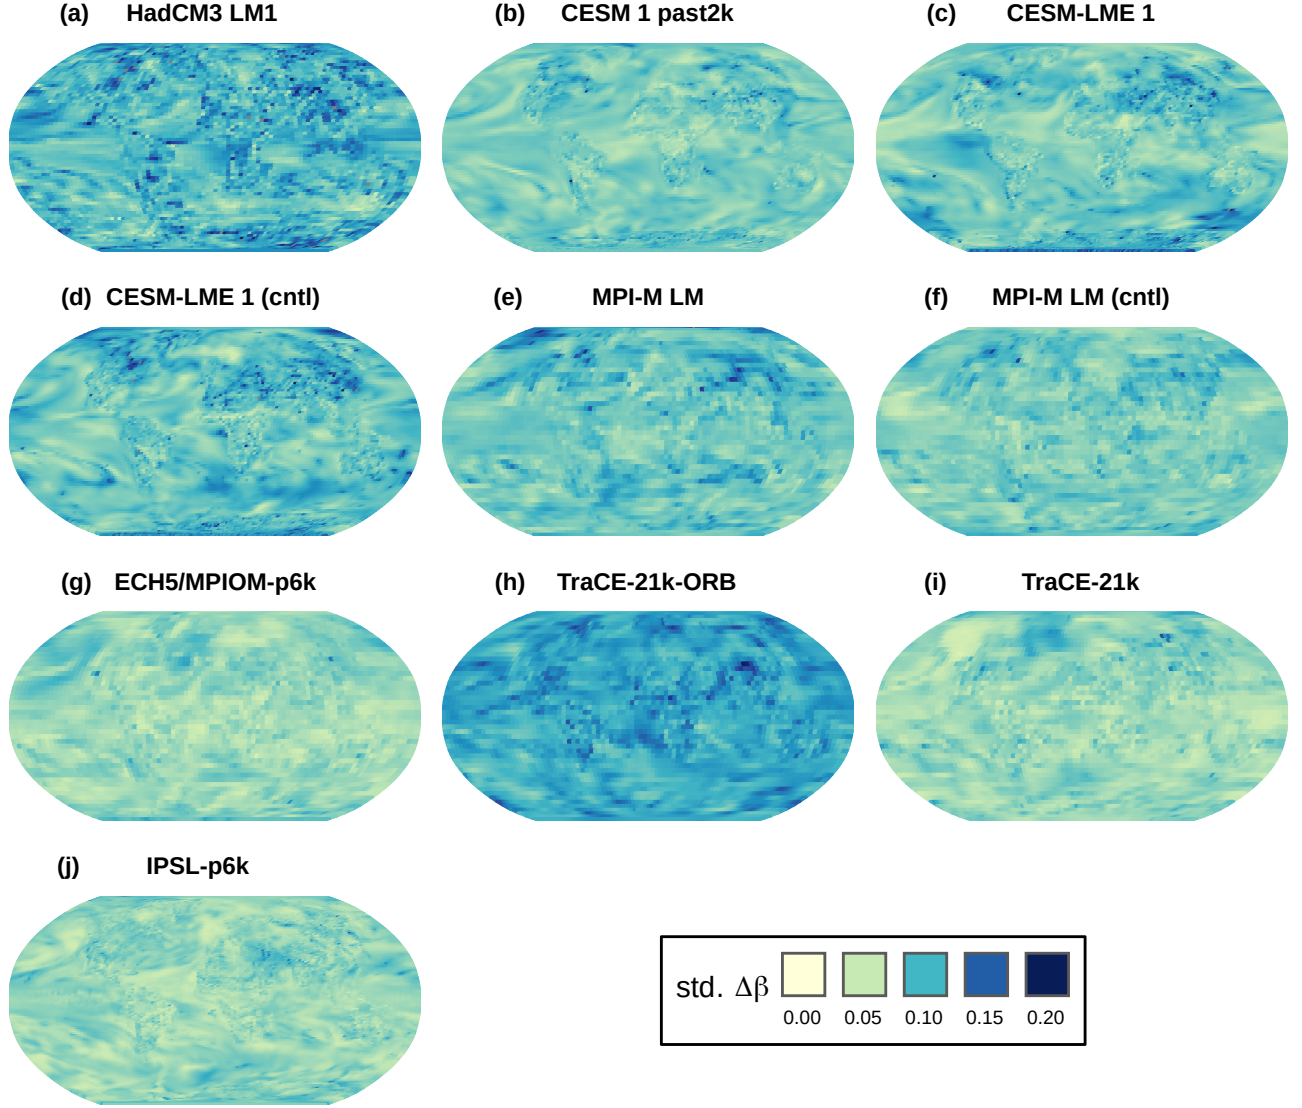 (a) HadCM3 LM1
(b) CESM 1 past2k
(c) CESM-LME 1
(d) CESM-LME 1 (cntl)
(e) MPI-M LM
(f) MPI-M LM (cntl)
(g) ECH5/MPIOM-p6k
(h) TraCE-21k-ORB
(i) TraCE-21k
(j) IPSL-p6k
std. Δβ
0.00 0.05 0.10 0.15 0.20